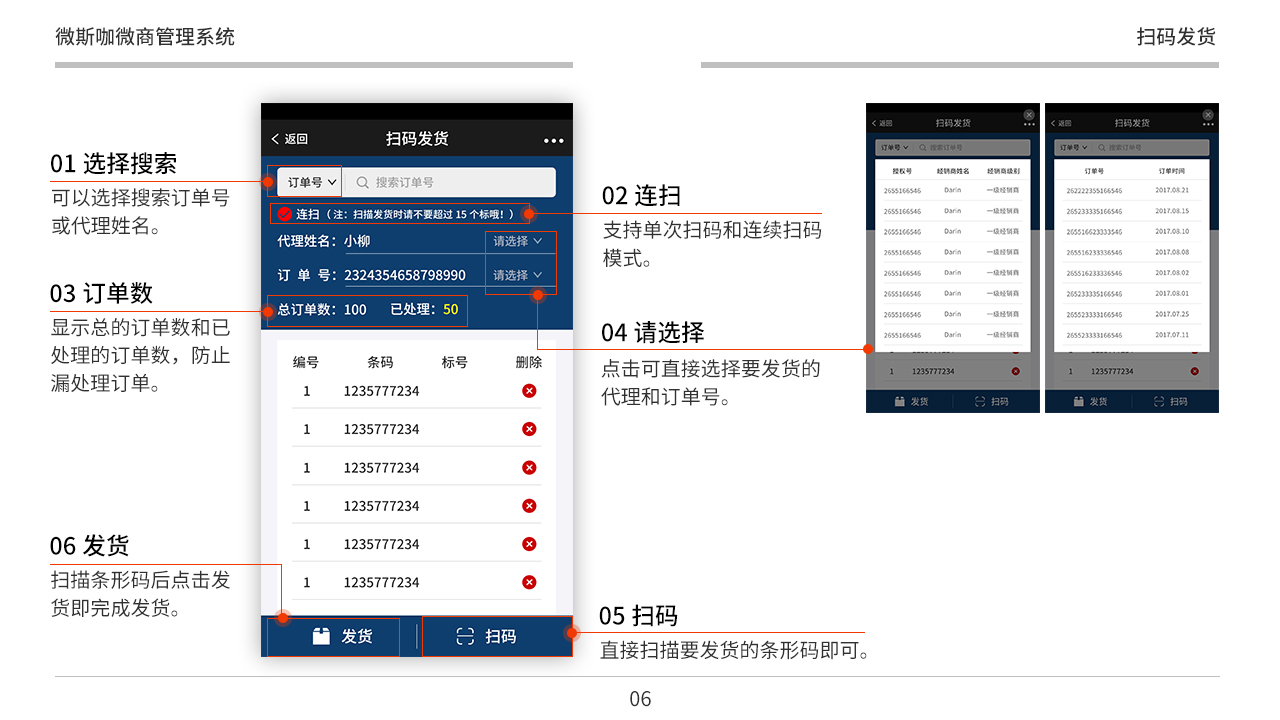 微斯咖微商管理系统
扫码发货
01 选择搜索
可以选择搜索订单号
或代理姓名。
03 订单数
显示总的订单数和已
处理的订单数，防止
漏处理订单。
06 发货
扫描条形码后点击发
货即完成发货。
返回 扫码发货
订单号 搜索订单号
连扫（注：扫描发货时请不要超过 15 个标哦！）
代理姓名：小柳 请选择
订 单 号：2324354658798990 请选择
总订单数：100 已处理：50
编号 条码 标号 删除
1 1235777234
1 1235777234
1 1235777234
1 1235777234
1 1235777234
1 1235777234
发货 扫码
02 连扫
支持单次扫码和连续扫码
模式。
04 请选择
点击可直接选择要发货的
代理和订单号。
05 扫码
直接扫描要发货的条形码即可。
返回 扫码发货
订单号 搜索订单号
授权号 经销商姓名 经销商级别
2655166546 Darin 一级经销商
2655166546 Darin 一级经销商
2655166546 Darin 一级经销商
2655166546 Darin 一级经销商
2655166546 Darin 一级经销商
2655166546 Darin 一级经销商
2655166546 Darin 一级经销商
2655166546 Darin 一级经销商
1 1235777234
发货 扫码
返回 扫码发货
订单号 搜索订单号
订单号 订单时间
262222355166546 2017.08.21
265233335166546 2017.08.15
265516623333546 2017.08.10
265516233336546 2017.08.08
265516233336546 2017.08.02
265233335166546 2017.08.01
265523333166546 2017.07.25
265523333166546 2017.07.11
1 1235777234
发货 扫码
06